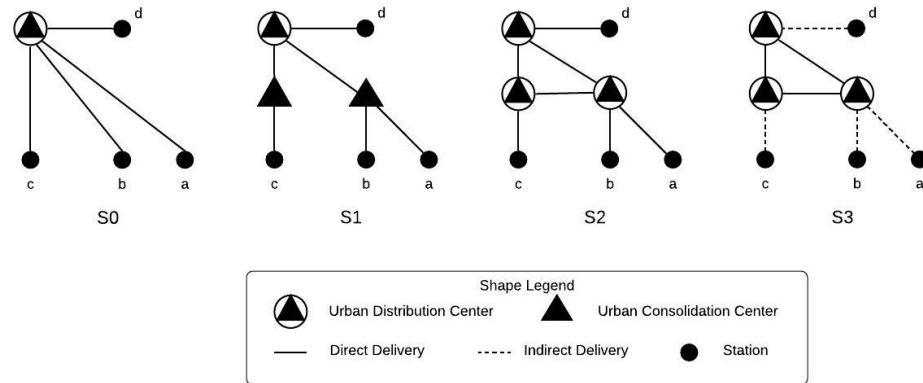 d
d
d
d
c
b
a
c
b
a
c
b
a
c
b
a
S0
S1
S2
S3
Shape Legend
Urban Distribution Center
Urban Consolidation Center
Direct Delivery
Indirect Delivery
Station